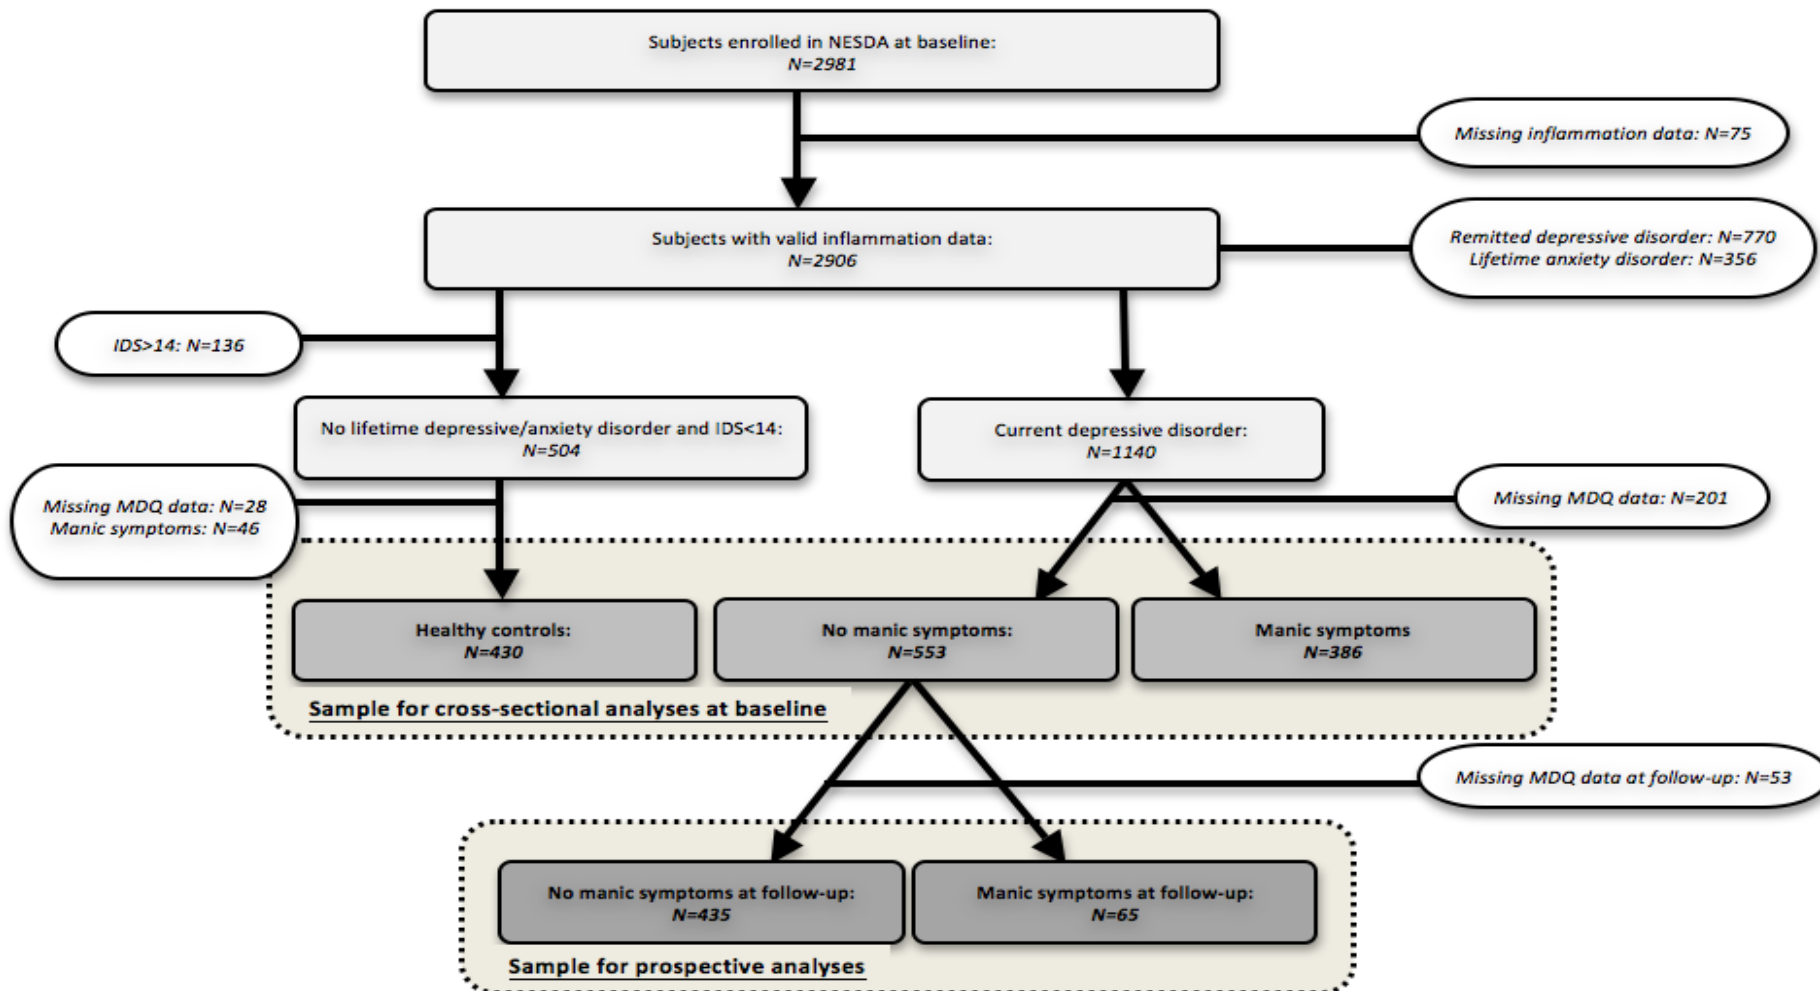 Subjects enrolled in NESDA at baseline:
N=2981
Missing inflammation data: N=75
Subjects with valid inflammation data:
N=2906
Remitted depressive disorder: N=770
Lifetime anxiety disorder: N=356
IDS>14: N=136
No lifetime depressive/anxiety disorder and IDS<14:
N=504
Current depressive disorder:
N=1140
Missing MDQ data: N=28
Manic symptoms: N=46
Missing MDQ data: N=201
Healthy controls:
N=430
No manic symptoms:
N=553
Manic symptoms
N=386
Sample for cross-sectional analyses at baseline
Missing MDQ data at follow-up: N=53
No manic symptoms at follow-up:
N=435
Manic symptoms at follow-up:
N=65
Sample for prospective analyses